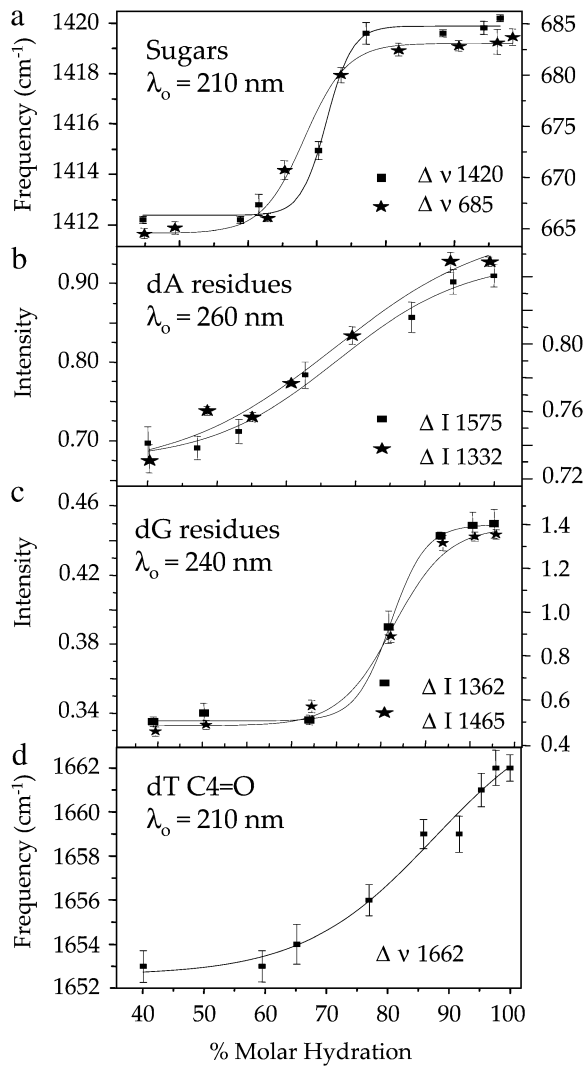 a
1420
1418
1416
1414
1412
Frequency (cm-1)
Sugars
λo = 210 nm
Δ ν 1420
Δ ν 685
685
680
675
670
665
b
0.90
0.80
0.70
Intensity
dA residues
λo = 260 nm
Δ I 1575
Δ I 1332
0.80
0.76
0.72
c
0.46
0.42
0.38
0.34
Intensity
dG residues
λo = 240 nm
Δ I 1362
Δ I 1465
1.4
1.2
1.0
0.8
0.6
0.4
d
1662
1660
1658
1656
1654
1652
Frequency (cm-1)
dT C4=O
λo = 210 nm
Δ ν 1662
40 50 60 70 80 90 100
% Molar Hydration